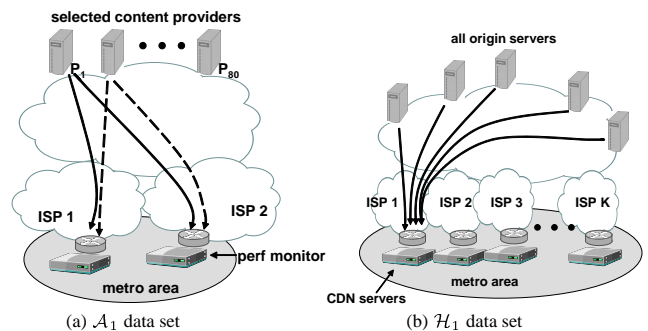 selected content providers
P1
P80
ISP 1
ISP 2
perf monitor
metro area
(a) A1 data set
all origin servers
ISP 1
ISP 2
ISP 3
ISP K
metro area
CDN servers
(b) H1 data set